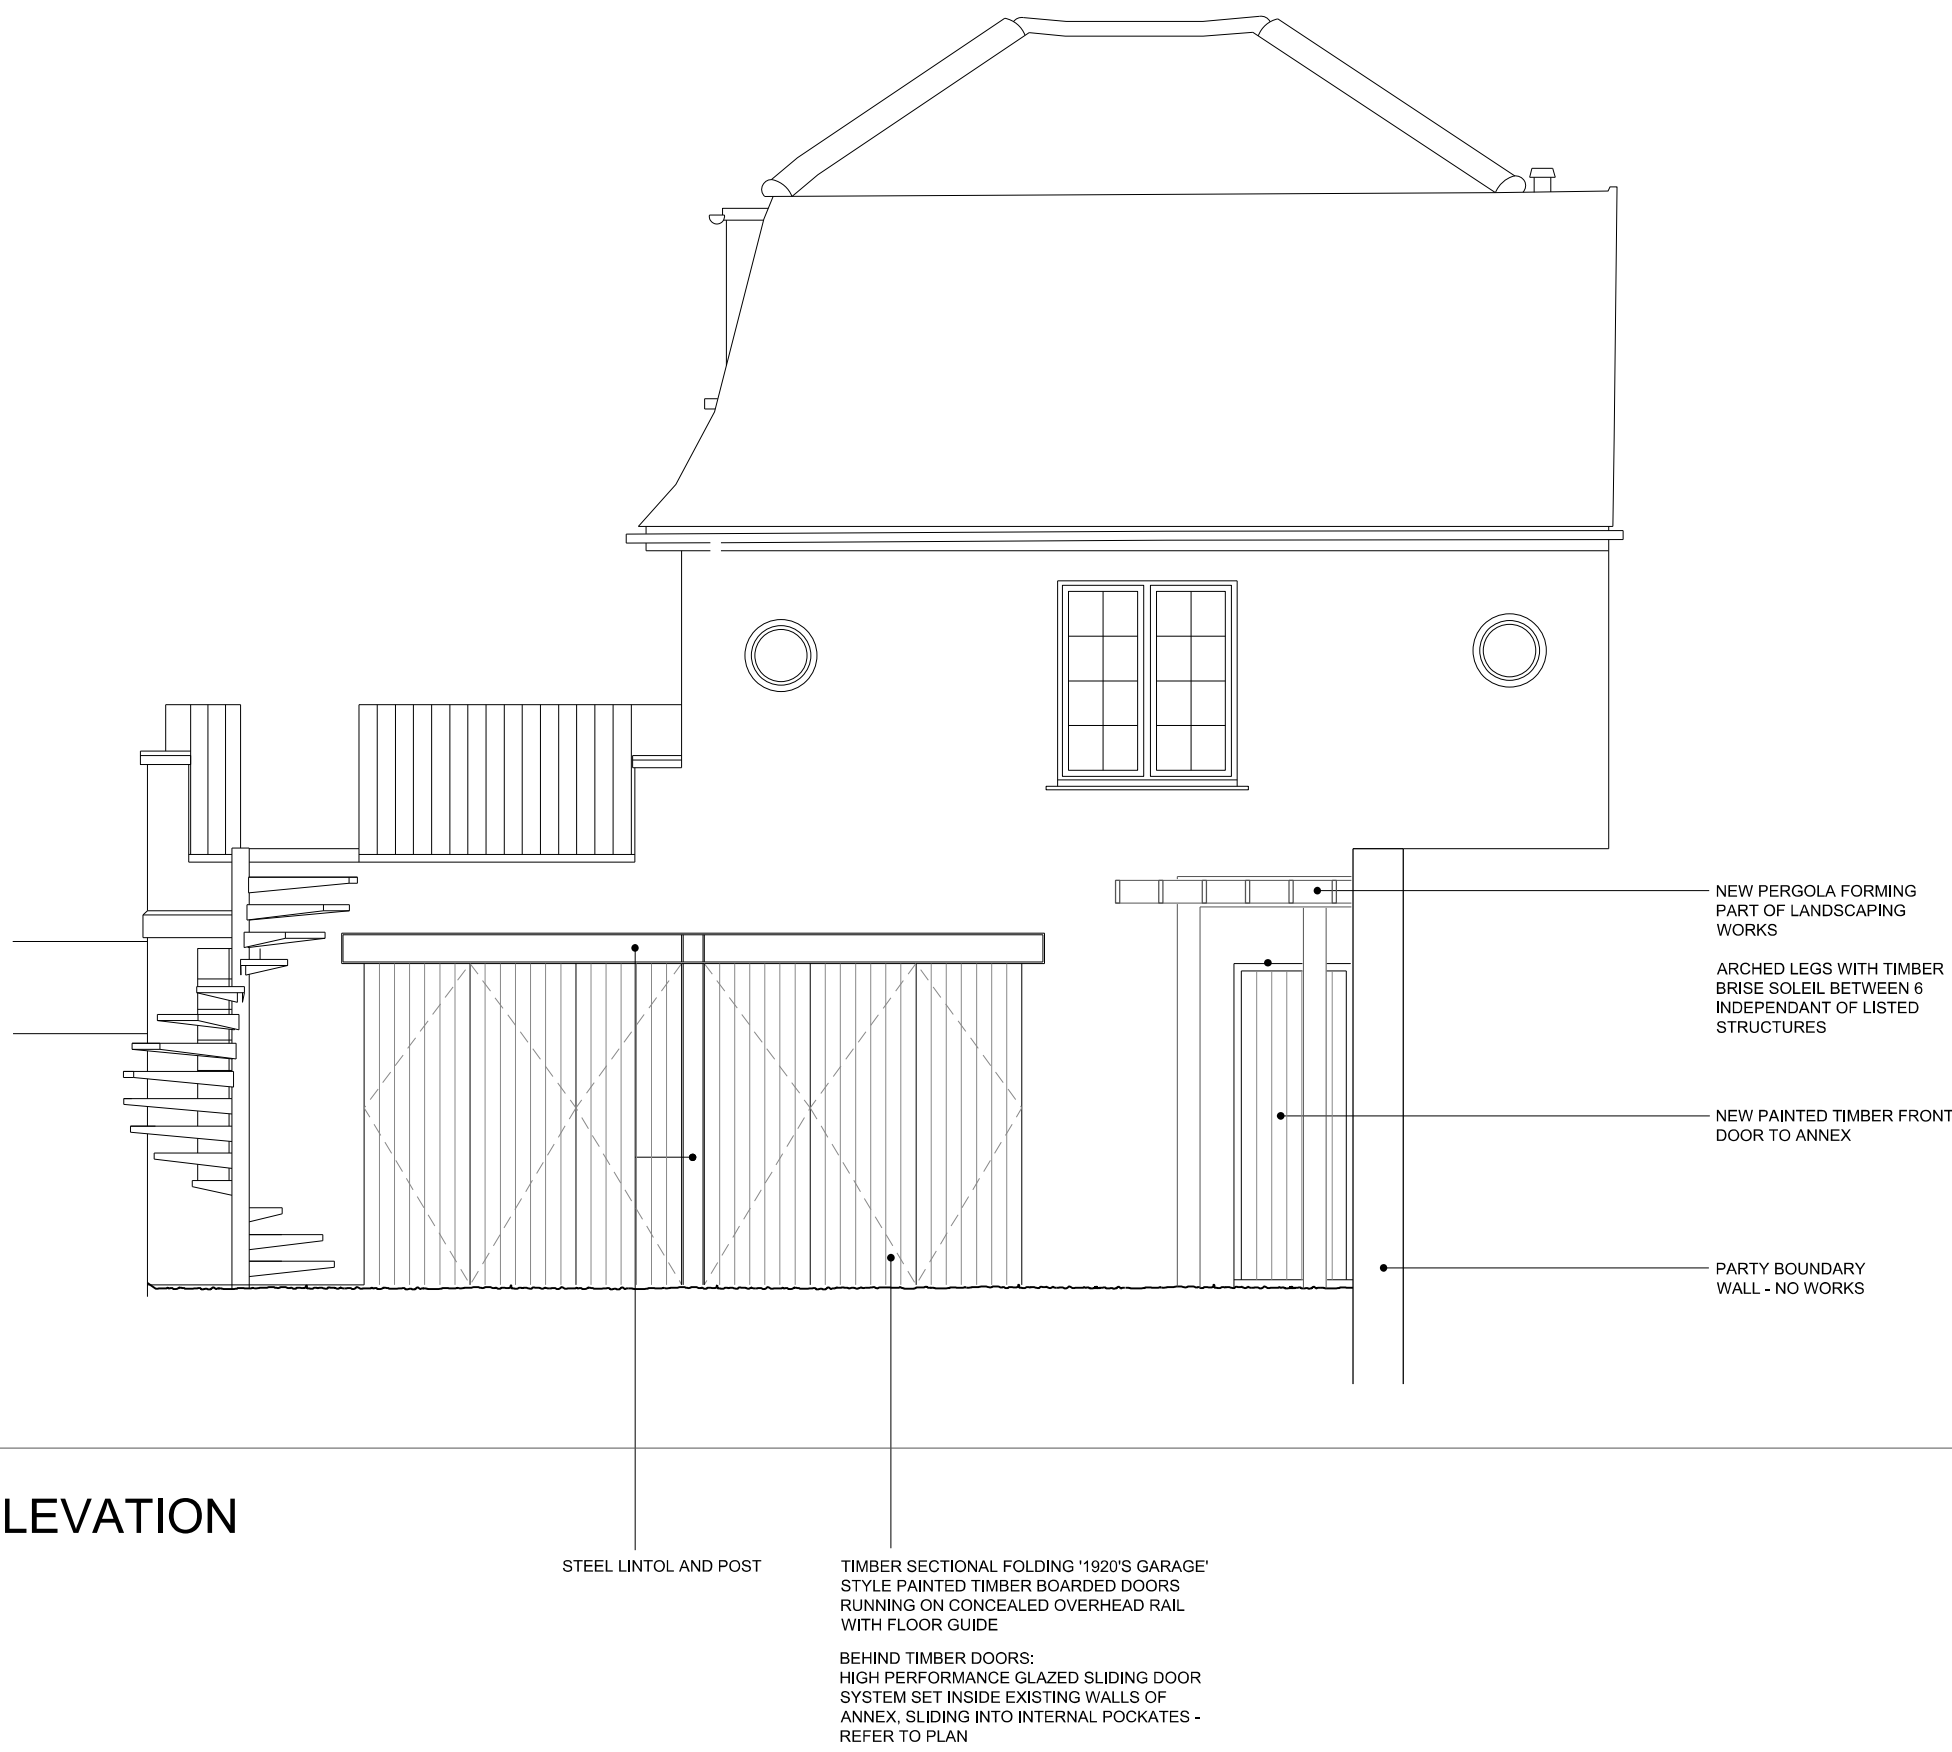 NEW PERGOLA FORMING
PART OF LANDSCAPING
WORKS
ARCHED LEGS WITH TIMBER
BRISE SOLEIL BETWEEN 6
INDEPENDANT OF LISTED
STRUCTURES
NEW PAINTED TIMBER FRONT
DOOR TO ANNEX
PARTY BOUNDARY
WALL - NO WORKS
LEVATION
STEEL LINTOL AND POST
TIMBER SECTIONAL FOLDING '1920'S GARAGE'
STYLE PAINTED TIMBER BOARDED DOORS
RUNNING ON CONCEALED OVERHEAD RAIL
WITH FLOOR GUIDE
BEHIND TIMBER DOORS:
HIGH PERFORMANCE GLAZED SLIDING DOOR
SYSTEM SET INSIDE EXISTING WALLS OF
ANNEX, SLIDING INTO INTERNAL POCKATES -
REFER TO PLAN